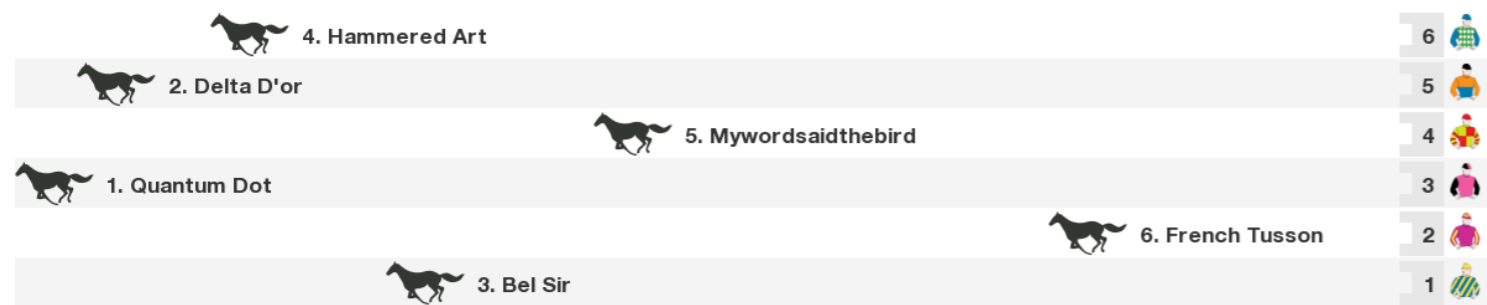 4. Hammered Art 6
2. Delta D'or 5
5. Mywordsaidthebird 4
1. Quantum Dot 3
6. French Tusson 2
3. Bel Sir 1